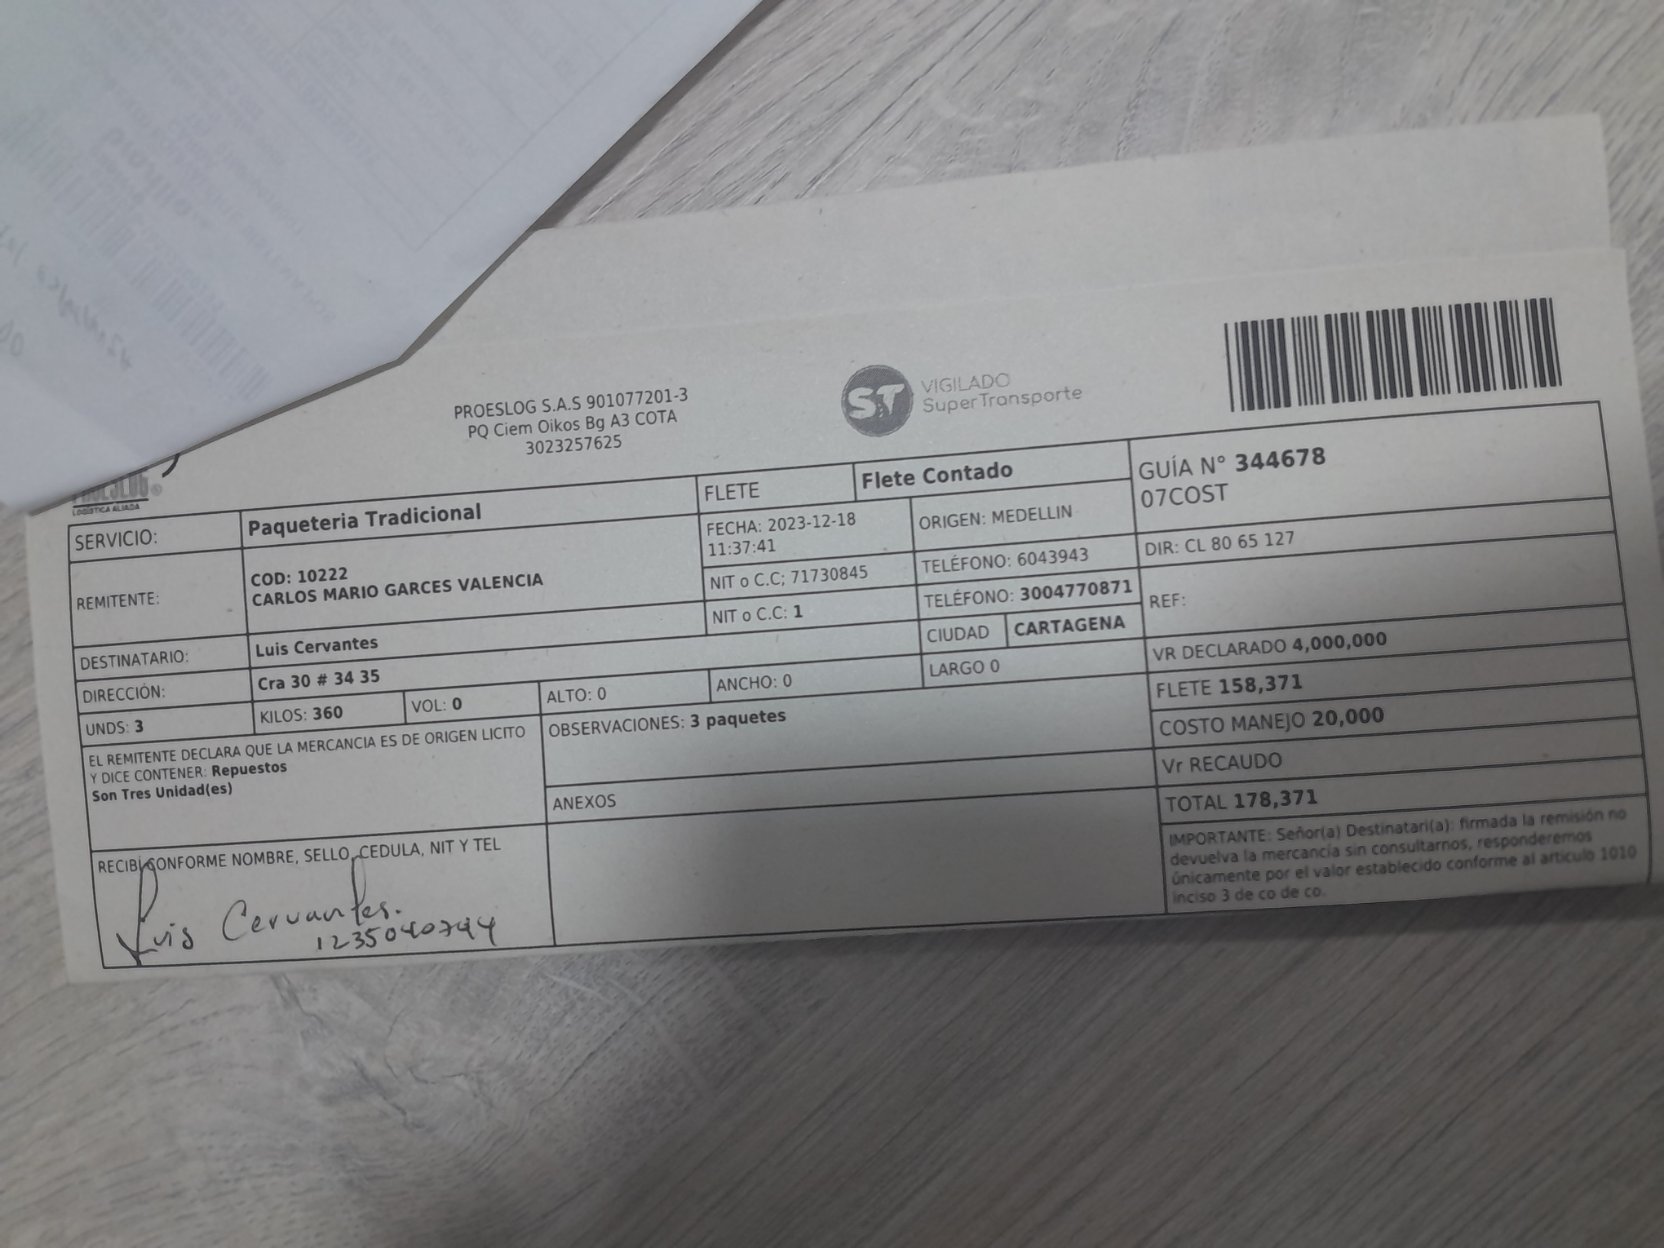 PROESLOG S.A.S 901077201-3
PQ Ciem Oikos Bg A3 COTA
3023257625
ST VIGILADO
SuperTransporte
PROESLOG
LOGÍSTICA ALIADA
SERVICIO: Paqueteria Tradicional
FLETE Flete Contado
GUÍA N° 344678
07COST
REMITENTE: COD: 10222
CARLOS MARIO GARCES VALENCIA
FECHA: 2023-12-18
11:37:41
ORIGEN: MEDELLIN
NIT o C.C; 71730845
TELÉFONO: 6043943
DIR: CL 80 65 127
DESTINATARIO: Luis Cervantes
NIT o C.C: 1
TELÉFONO: 3004770871
REF:
DIRECCIÓN: Cra 30 # 34 35
CIUDAD CARTAGENA
VR DECLARADO 4,000,000
UNDS: 3 KILOS: 360 VOL: 0 ALTO: 0 ANCHO: 0 LARGO 0
FLETE 158,371
EL REMITENTE DECLARA QUE LA MERCANCIA ES DE ORIGEN LICITO
Y DICE CONTENER: Repuestos
Son Tres Unidad(es)
OBSERVACIONES: 3 paquetes
COSTO MANEJO 20,000
Vr RECAUDO
ANEXOS
TOTAL 178,371
RECIBÍ CONFORME NOMBRE, SELLO, CEDULA, NIT Y TEL
Luis Cervantes.
1235040744
IMPORTANTE: Señor(a) Destinatari(a): firmada la remisión no
devuelva la mercancía sin consultarnos, responderemos
únicamente por el valor establecido conforme al articulo 1010
inciso 3 de co de co.